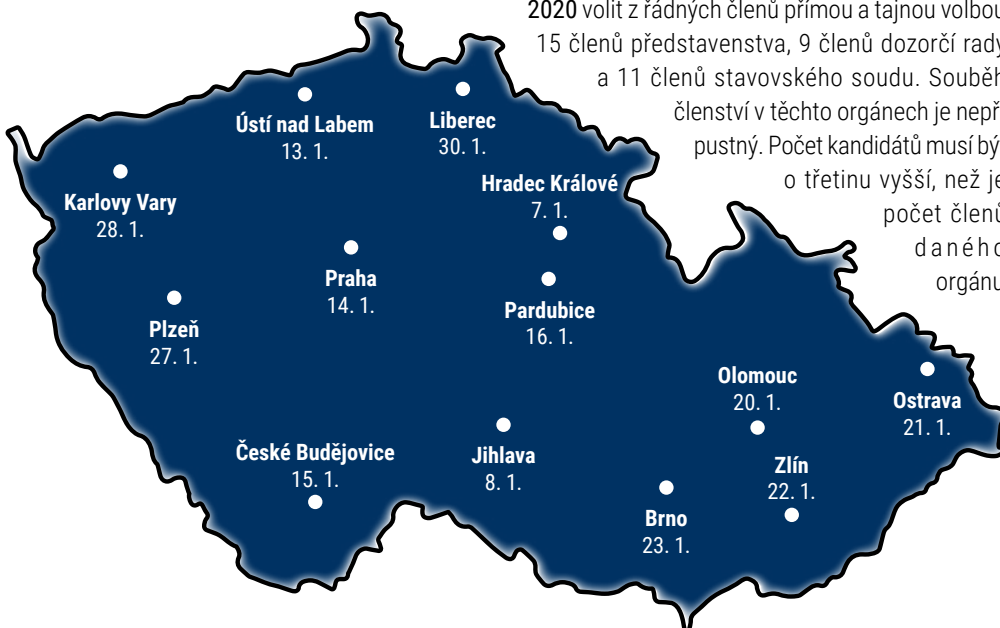 2020 volit z řádných členů přímou a tajnou volbou
15 členů představenstva, 9 členů dozorčí rady
a 11 členů stavovského soudu. Souběh
členství v těchto orgánech je nepří
pustný. Počet kandidátů musí být
o třetinu vyšší, než je
počet členů
daného
orgánu
Ústí nad Labem
13. 1.
Liberec
30. 1.
Karlovy Vary
28. 1.
Hradec Králové
7. 1.
Praha
14. 1.
Pardubice
16. 1.
Plzeň
27. 1.
Olomouc
20. 1.
Ostrava
21. 1.
České Budějovice
15. 1.
Jihlava
8. 1.
Zlín
22. 1.
Brno
23. 1.